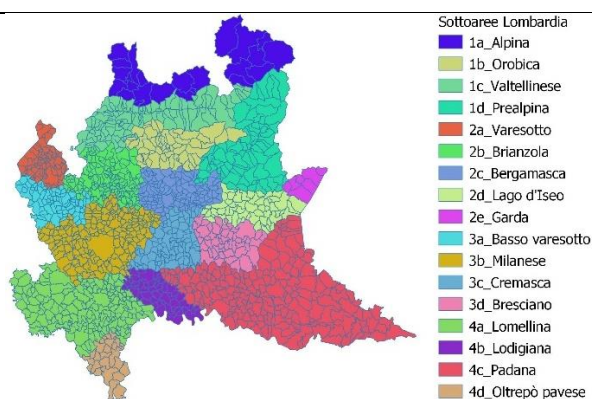 Sottoaree Lombardia
1a_Alpina
1b_Orobica
1c_Valtellinese
1d_Prealpina
2a_Varesotto
2b_Brianzola
2c_Bergamasca
2d_Lago d'Iseo
2e_Garda
3a_Basso varesotto
3b_Milanese
3c_Cremasca
3d_Bresciano
4a_Lomellina
4b_Lodigiana
4c_Padana
4d_Oltrepò pavese